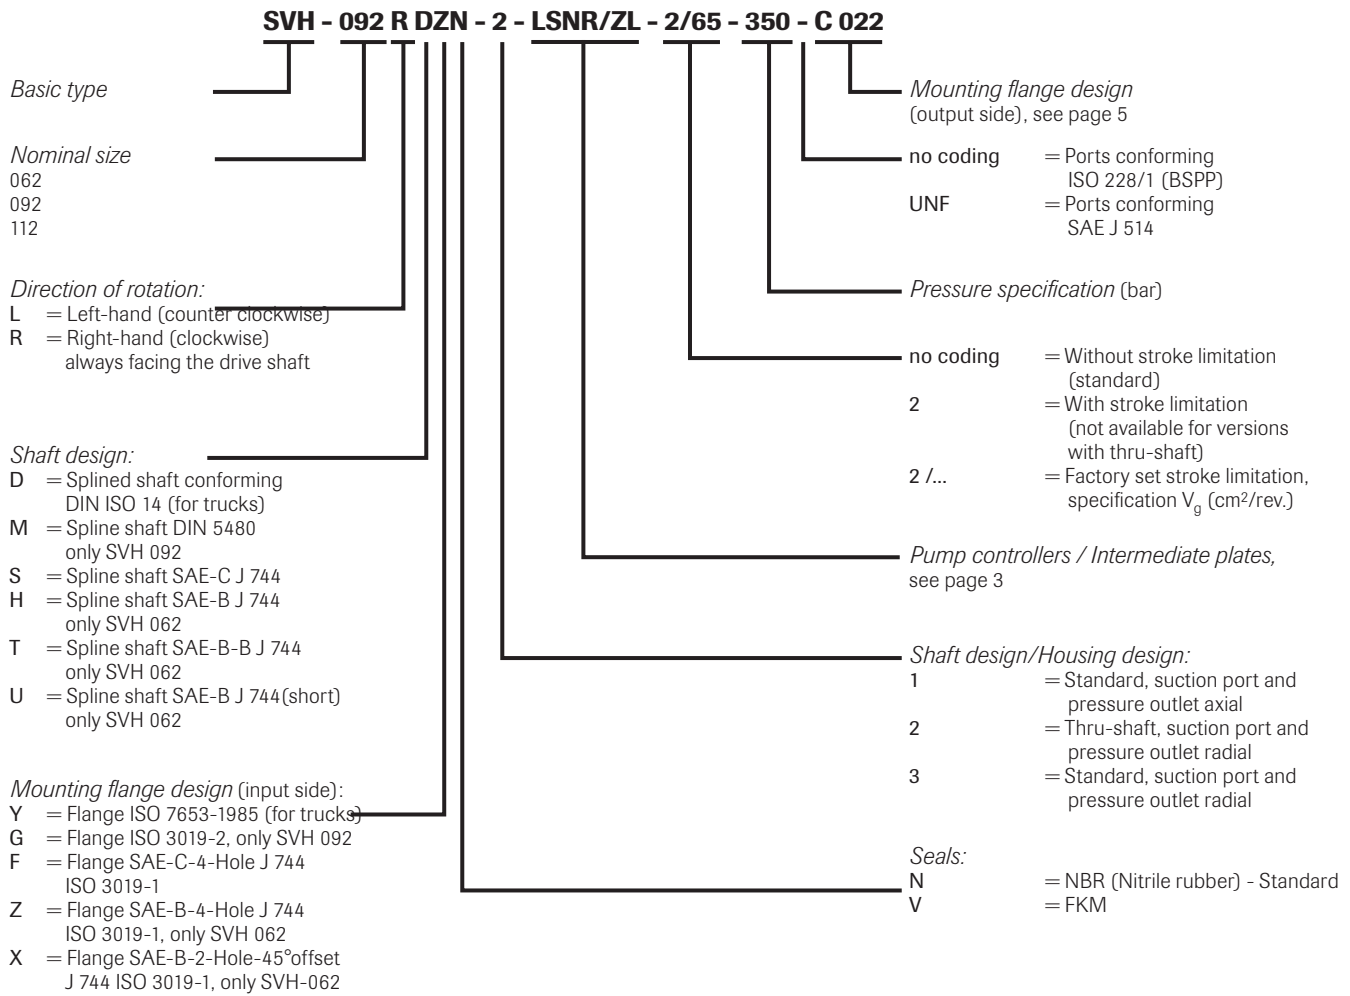 SVH - 092 R DZN - 2 - LSNR/ZL - 2/65 - 350 - C 022
Basic type
Nominal size
062
092
112
Direction of rotation:
L = Left-hand (counter clockwise)
R = Right-hand (clockwise)
always facing the drive shaft
Shaft design:
D = Splined shaft conforming
DIN ISO 14 (for trucks)
M = Spline shaft DIN 5480
only SVH 092
S = Spline shaft SAE-C J 744
H = Spline shaft SAE-B J 744
only SVH 062
T = Spline shaft SAE-B-B J 744
only SVH 062
U = Spline shaft SAE-B J 744(short)
only SVH 062
Mounting flange design (input side):
Y = Flange ISO 7653-1985 (for trucks)
G = Flange ISO 3019-2, only SVH 092
F = Flange SAE-C-4-Hole J 744
ISO 3019-1
Z = Flange SAE-B-4-Hole J 744
ISO 3019-1, only SVH 062
X = Flange SAE-B-2-Hole-45°offset
J 744 ISO 3019-1, only SVH-062
Mounting flange design
(output side), see page 5
no coding = Ports conforming
ISO 228/1 (BSPP)
UNF = Ports conforming
SAE J 514
Pressure specification (bar)
no coding = Without stroke limitation
(standard)
2 = With stroke limitation
(not available for versions
with thru-shaft)
2 /... = Factory set stroke limitation,
specification Vg (cm²/rev.)
Pump controllers / Intermediate plates,
see page 3
Shaft design/Housing design:
1 = Standard, suction port and
pressure outlet axial
2 = Thru-shaft, suction port and
pressure outlet radial
3 = Standard, suction port and
pressure outlet radial
Seals:
N = NBR (Nitrile rubber) - Standard
V = FKM